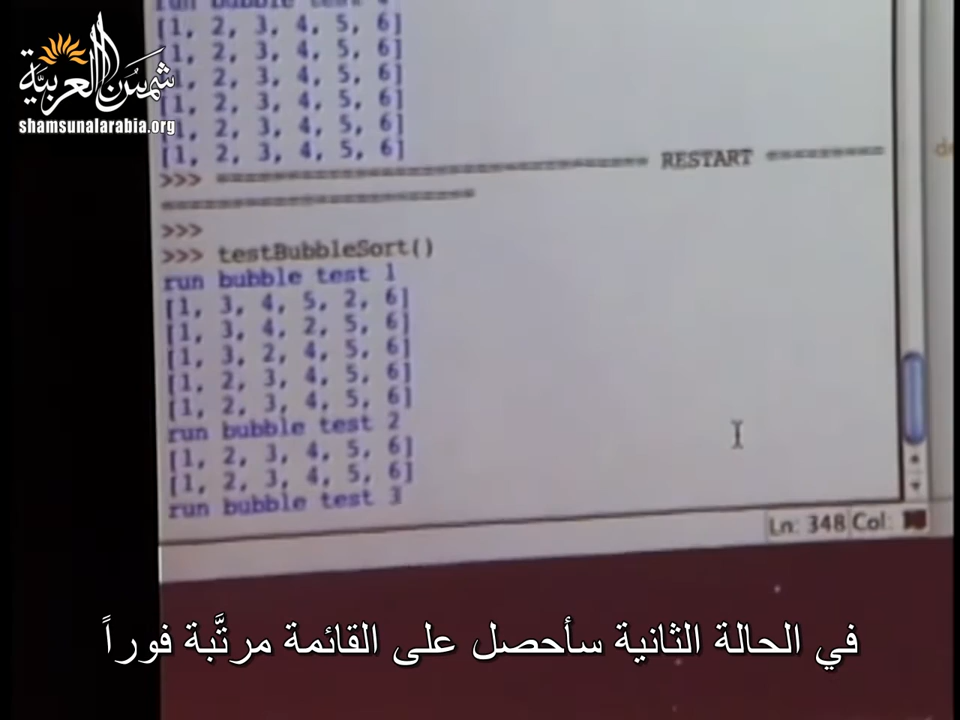 شمس العربية
shamsunalarabia.org
run bubble test
[1, 2, 3, 4, 5, 6]
[1, 2, 3, 4, 5, 6]
[1, 2, 3, 4, 5, 6]
[1, 2, 3, 4, 5, 6]
[1, 2, 3, 4, 5, 6]
[1, 2, 3, 4, 5, 6]
>>> ================================ RESTART =========
=======================
>>>
>>> testBubbleSort()
run bubble test 1
[1, 3, 4, 5, 2, 6]
[1, 3, 4, 2, 5, 6]
[1, 3, 2, 4, 5, 6]
[1, 2, 3, 4, 5, 6]
[1, 2, 3, 4, 5, 6]
run bubble test 2
[1, 2, 3, 4, 5, 6]
[1, 2, 3, 4, 5, 6]
run bubble test 3
Ln: 348 Col:
في الحالة الثانية سأحصل على القائمة مرتَّبة فوراً